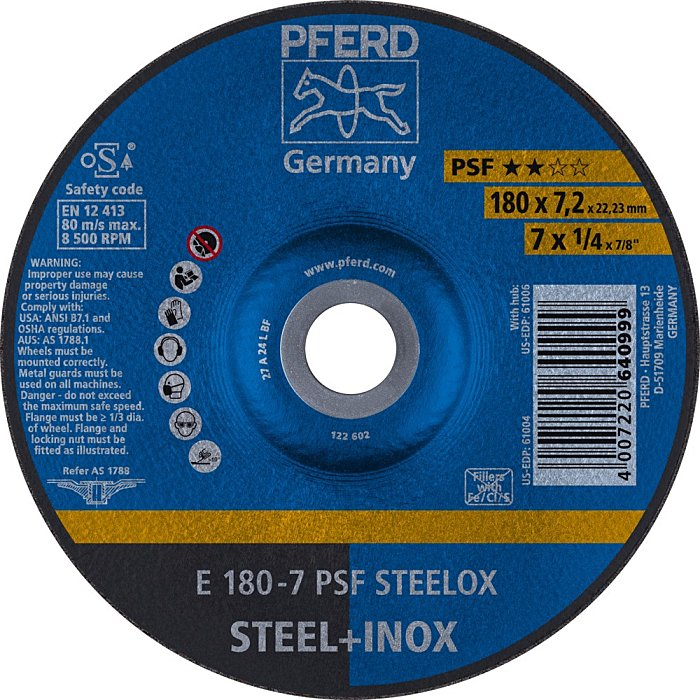 PFERD
Germany
OSA ®
Safety code
EN 12 413
80 m/s max.
8 500 RPM
PSF ★★☆☆
180 x 7,2 x 22,23 mm
7 x 1/4 x 7/8"
WARNING:
Improper use may cause
property damage
or serious injuries.
Comply with:
USA: ANSI B7.1 and
OSHA regulations.
AUS: AS 1788.1
Wheels must be
mounted correctly.
Metal guards must be
used on all machines.
Danger - do not exceed
the maximum safe speed.
Flange must be ≥ 1/3 dia.
of wheel. Flange and
locking nut must be
fitted as illustrated.
Refer AS 1788
www.pferd.com
27 A 24 L BF
122 602
With hub:
US-EDP: 61006
US-EDP: 61004
4 007220 640999
PFERD · Hauptstrasse 13
D-51709 Marienheide
GERMANY
Fillers
with
Fe/Cl/S
E 180-7 PSF STEELOX
STEEL+INOX